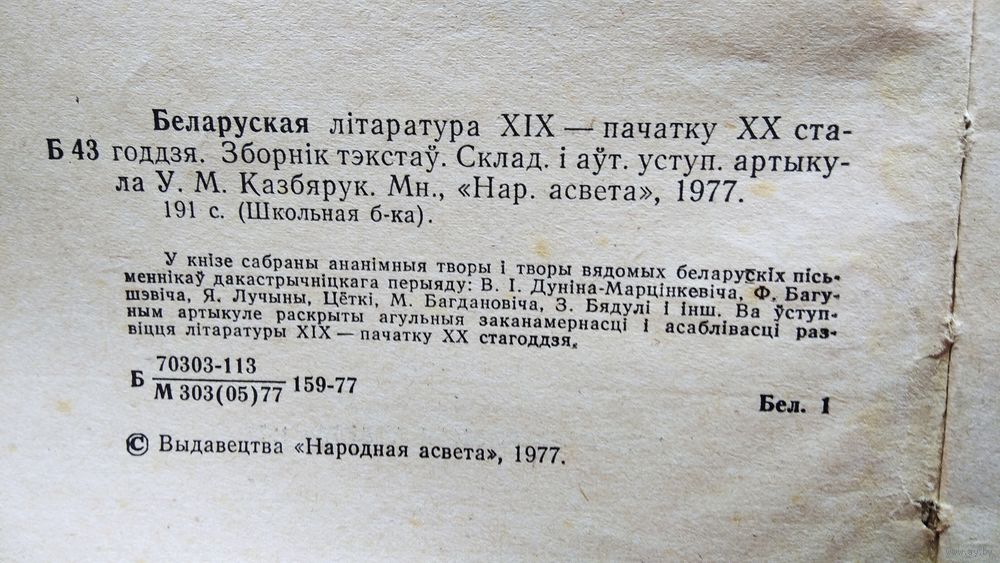 Беларуская літаратура XIX — пачатку XX ста-
Б 43 годдзя. Зборнік тэкстаў. Склад. і аўт. уступ. артыку-
ла У. М. Казбярук. Мн., «Нар. асвета», 1977.
191 с. (Школьная б-ка).
У кнізе сабраны ананімныя творы і творы вядомых беларускіх пісь-
меннікаў дакастрычніцкага перыяду: В. І. Дуніна-Марцінкевіча, Ф. Багу-
шэвіча, Я. Лучыны, Цёткі, М. Багдановіча, З. Бядулі і інш. Ва ўступ-
ным артыкуле раскрыты агульныя заканамернасці і асаблівасці раз-
віцця літаратуры XIX — пачатку XX стагоддзя.
70303-113
Б 159-77
М 303(05)77
Бел. 1
© Выдавецтва «Народная асвета», 1977.
www.ay.by